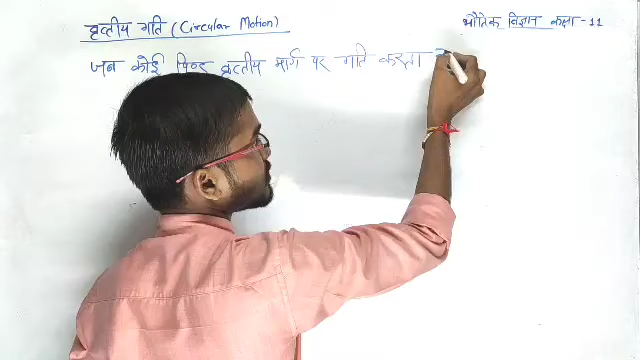 वृत्तीय गति (Circular Motion)
भौतिक विज्ञान कक्षा - 11
जब कोई पिण्ड वृत्तीय मार्ग पर गति करता